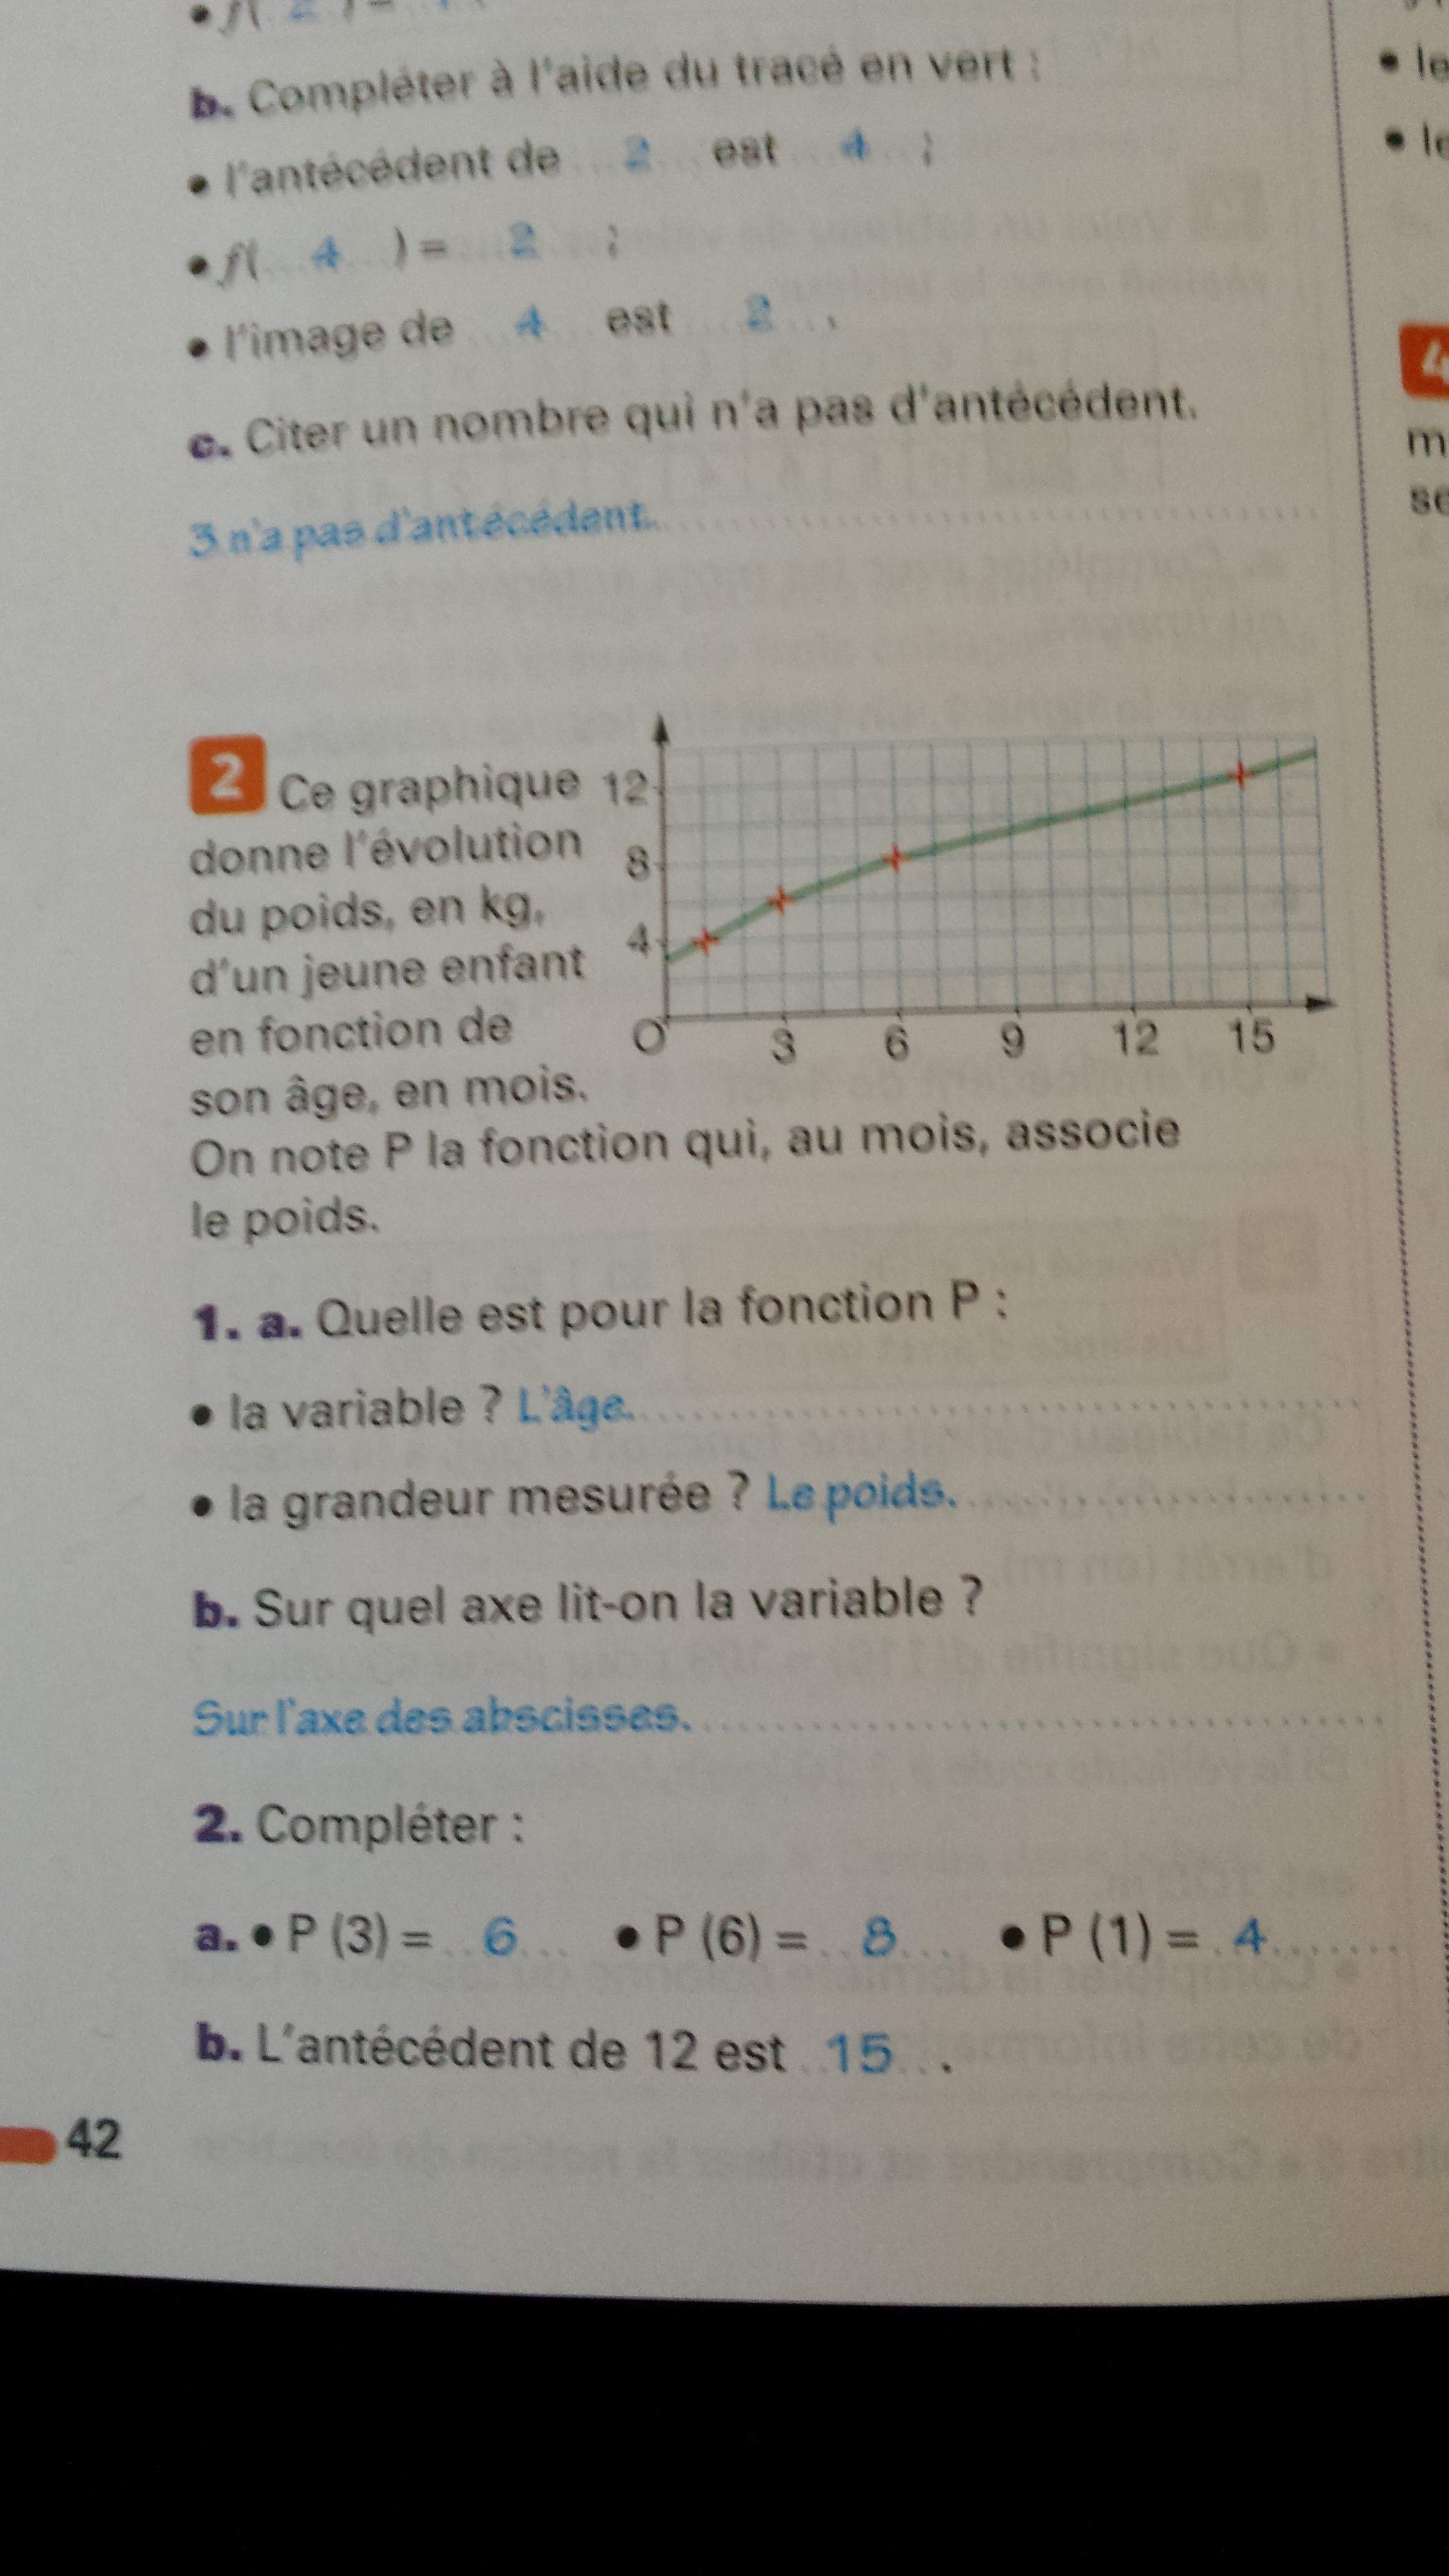 b. Compléter à l'aide du tracé en vert :
• l'antécédent de 2 est 4 ;
• f( 4 ) = 2 ;
• l'image de 4 est 2 .
c. Citer un nombre qui n'a pas d'antécédent.
3 n'a pas d'antécédent.
2 Ce graphique
donne l'évolution
du poids, en kg,
d'un jeune enfant
en fonction de
son âge, en mois.
12
8
4
O 3 6 9 12 15
On note P la fonction qui, au mois, associe
le poids.
1. a. Quelle est pour la fonction P :
• la variable ? L'âge.
• la grandeur mesurée ? Le poids.
b. Sur quel axe lit-on la variable ?
Sur l'axe des abscisses.
2. Compléter :
a. • P (3) = 6 • P (6) = 8 • P (1) = 4
b. L'antécédent de 12 est 15 .
42
• le
4
m